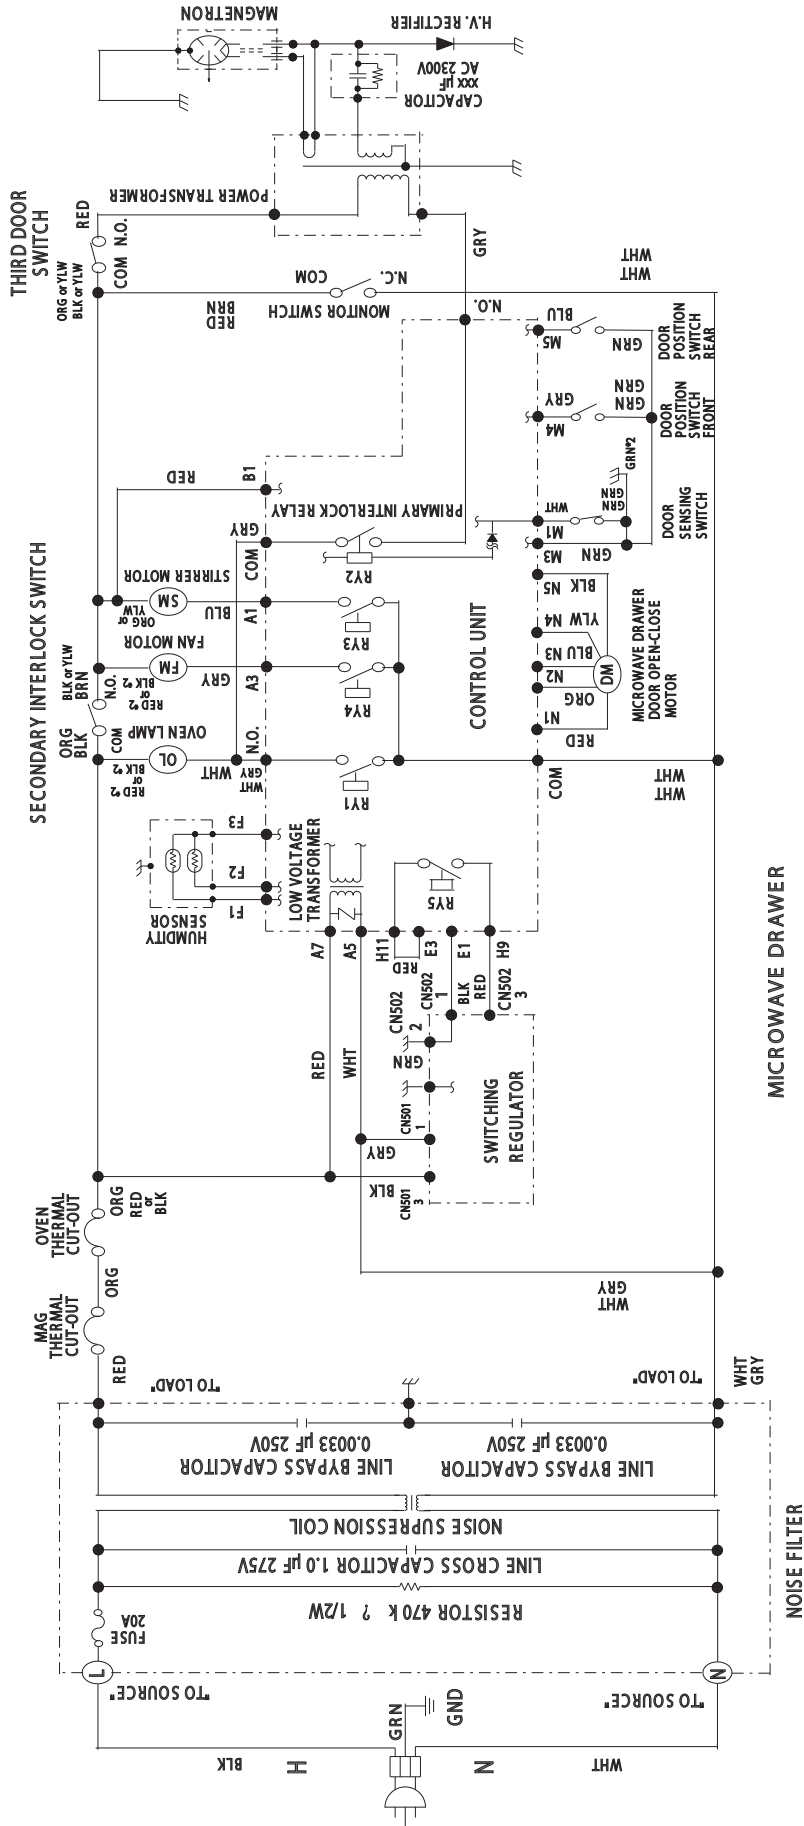 MAGNETRON
H.V. RECTIFIER
xxx µF
AC 2300V
CAPACITOR
POWER TRANSFORMER
THIRD DOOR
SWITCH
RED
N.O.
COM
ORG or YLW
BLK or YLW
COM
N.C.
MONITOR SWITCH
RED
BRN
GRY
N.O.
WHT
WHT
BLU
M5
GRN
DOOR
POSITION
SWITCH
REAR
GRY
M4
GRN
GRN
DOOR
POSITION
SWITCH
FRONT
RED
B1
PRIMARY INTERLOCK RELAY
GRY
COM
RY2
WHT
M1
GRN
GRN
GRN#2
M3
GRN
DOOR
SENSING
SWITCH
SECONDARY INTERLOCK SWITCH
STIRRER MOTOR
SM
ORG or
YLW
BLU
A1
RY3
FAN MOTOR
FM
BLK #2
or
RED #2
GRY
A3
RY4
BLK or YLW
BRN
N.O.
COM
ORG
BLK
OVEN LAMP
OL
BLK #2
or
RED #2
WHT
N.O.
GRY
WHT
RY1
CONTROL UNIT
N5
BLK
N4
YLW
N3
BLU
N2
ORG
N1
RED
DM
MICROWAVE DRAWER
DOOR OPEN-CLOSE
MOTOR
COM
WHT
WHT
HUMDITY
SENSOR
F3
F2
F1
LOW VOLTAGE
TRANSFORMER
RY5
A7
A5
H11
RED
E3
E1
H9
RED
WHT
CN502
2
CN502
1
BLK
RED
CN502
3
GRN
CN501
1
GRY
BLK
CN501
3
SWITCHING
REGULATOR
MICROWAVE DRAWER
OVEN
THERMAL
CUT-OUT
ORG
RED
or
BLK
ORG
MAG
THERMAL
CUT-OUT
RED
WHT
GRY
"TO LOAD"
"TO LOAD"
WHT
GRY
0.0033 µF 250V
LINE BYPASS CAPACITOR
0.0033 µF 250V
LINE BYPASS CAPACITOR
NOISE SUPRESSION COIL
LINE CROSS CAPACITOR 1.0 µF 275V
RESISTOR 470 k ? 1/2W
FUSE
20A
NOISE FILTER
L
"TO SOURCE"
"TO SOURCE"
N
GRN
GND
BLK
H
N
WHT